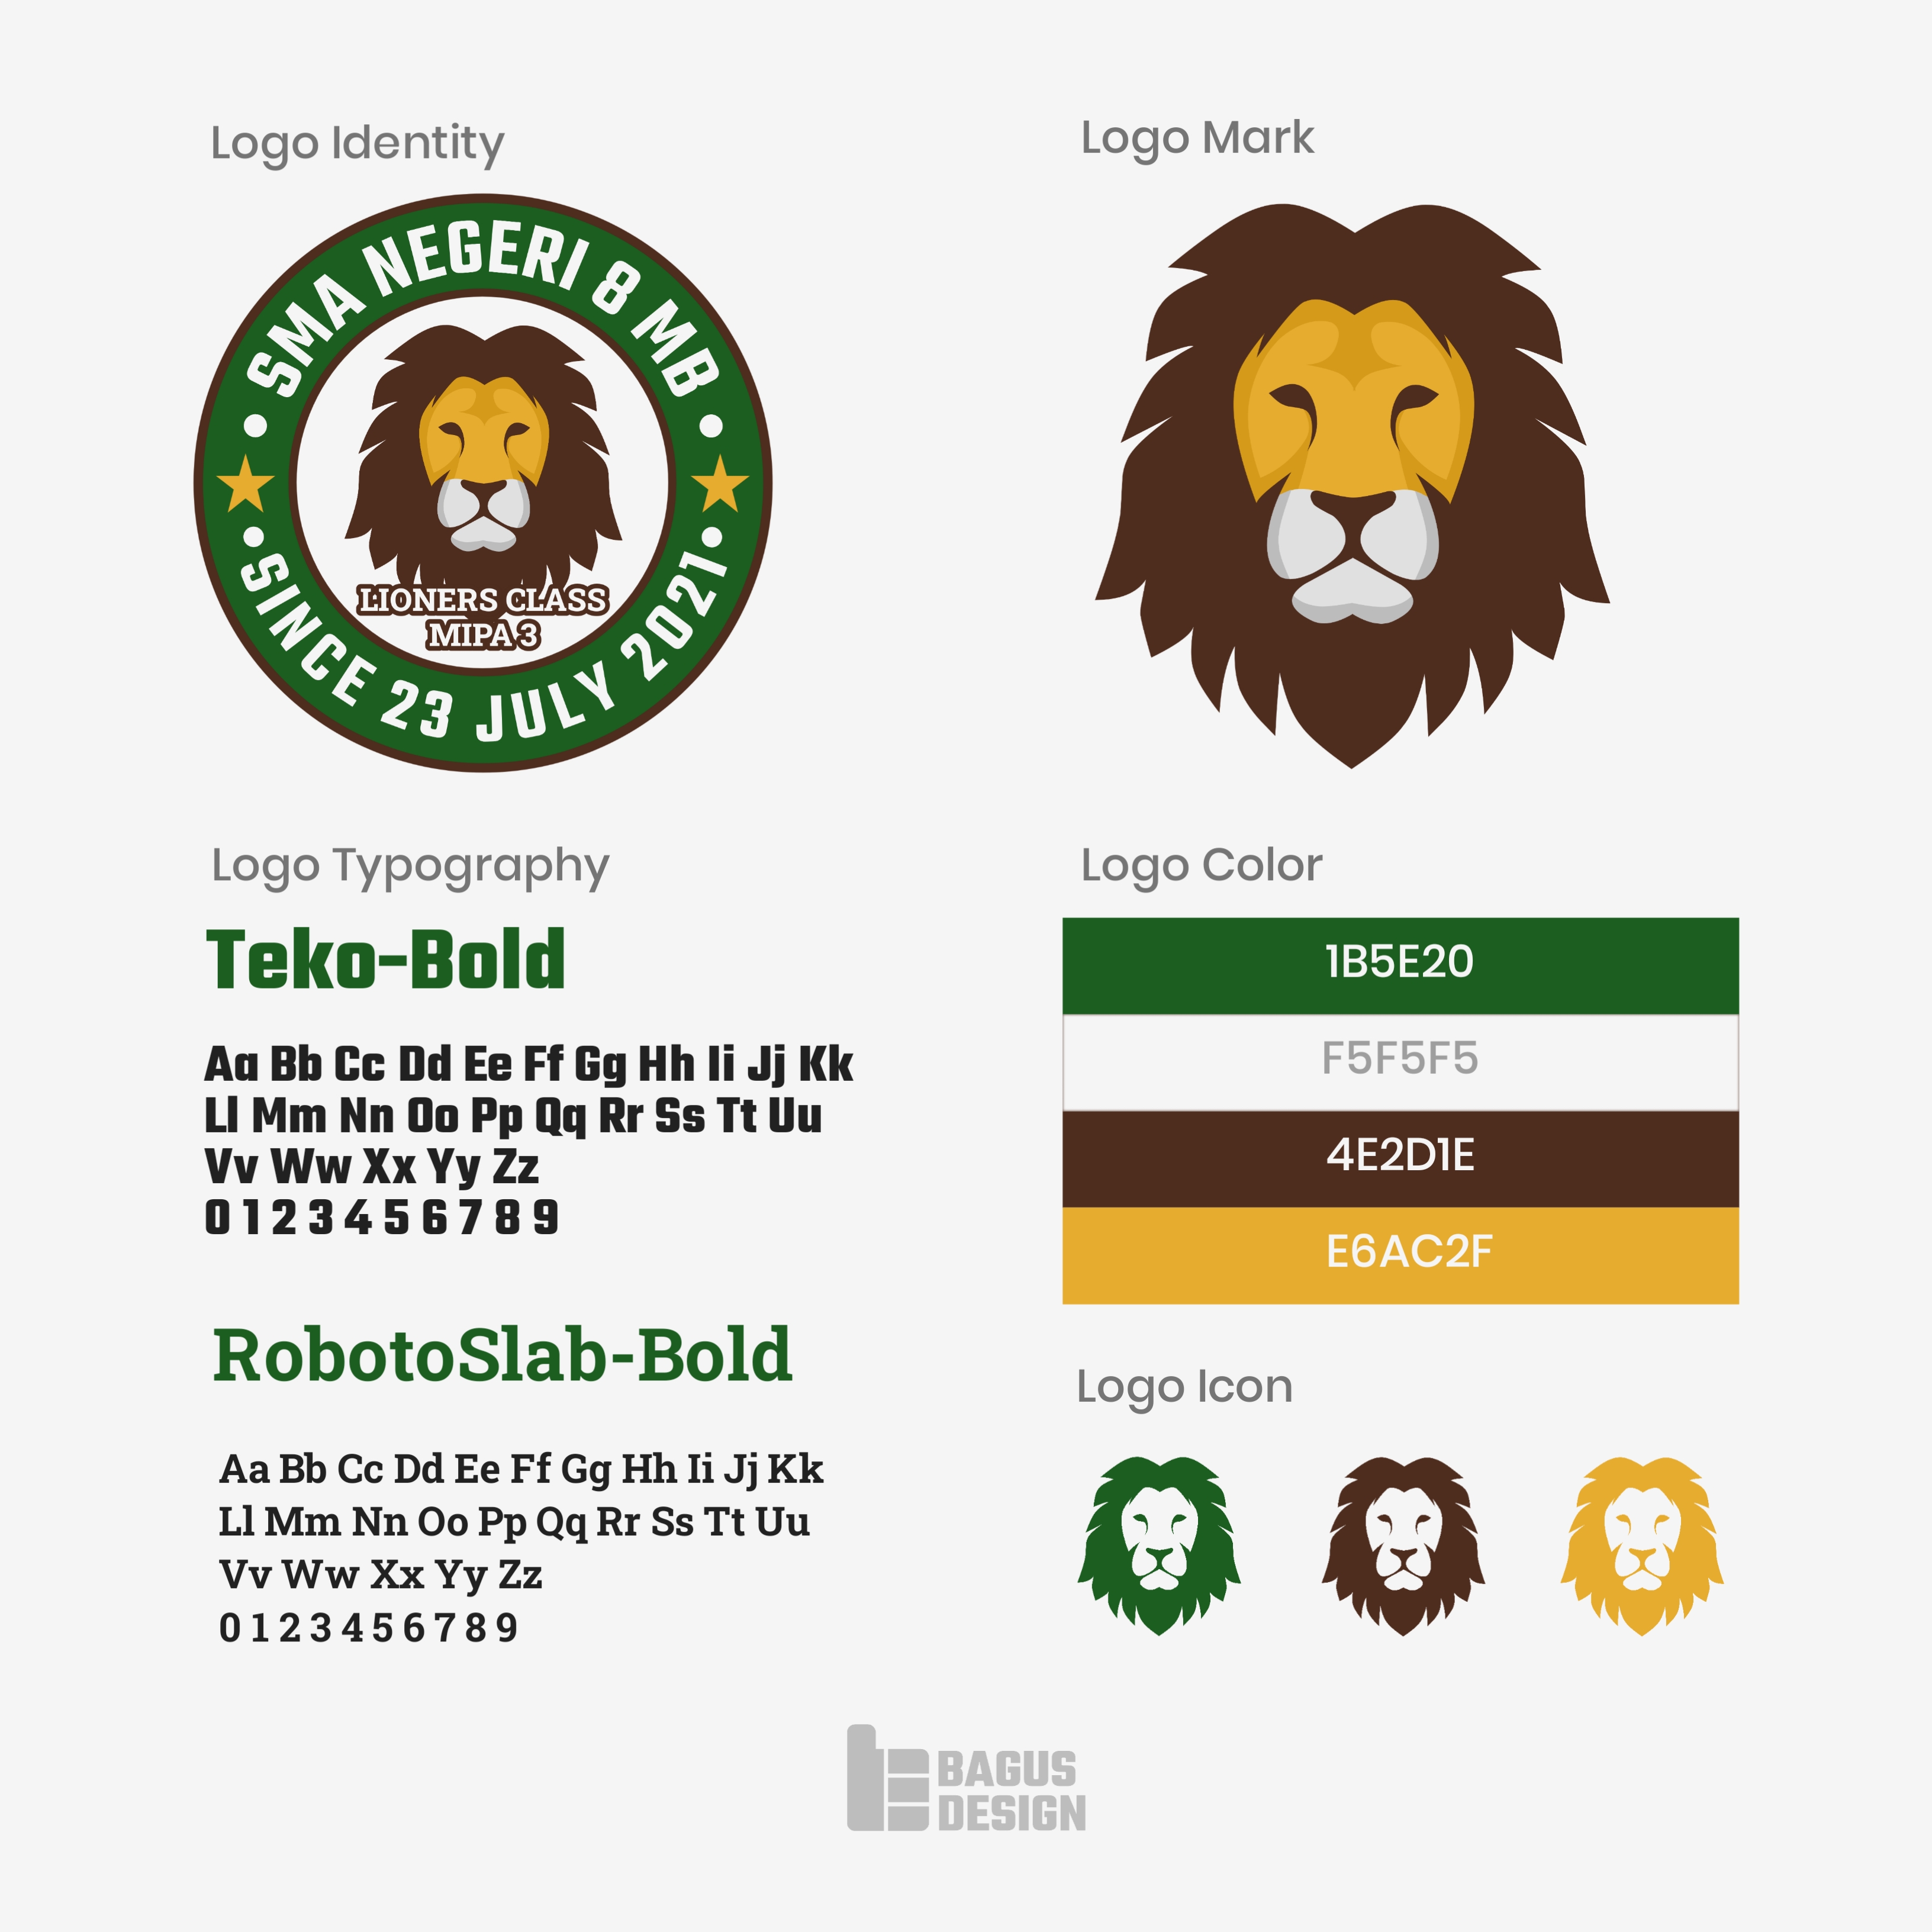 Logo Identity
SMA NEGERI 8 MB
SINCE 23 JULY 2021
LIONERS CLASS
MIPA 3
Logo Mark
Logo Typography
Teko-Bold
Aa Bb Cc Dd Ee Ff Gg Hh Ii Jj Kk
Ll Mm Nn Oo Pp Qq Rr Ss Tt Uu
Vv Ww Xx Yy Zz
0 1 2 3 4 5 6 7 8 9
RobotoSlab-Bold
Aa Bb Cc Dd Ee Ff Gg Hh Ii Jj Kk
Ll Mm Nn Oo Pp Qq Rr Ss Tt Uu
Vv Ww Xx Yy Zz
0 1 2 3 4 5 6 7 8 9
Logo Color
1B5E20
F5F5F5
4E2D1E
E6AC2F
Logo Icon
BAGUS
DESIGN